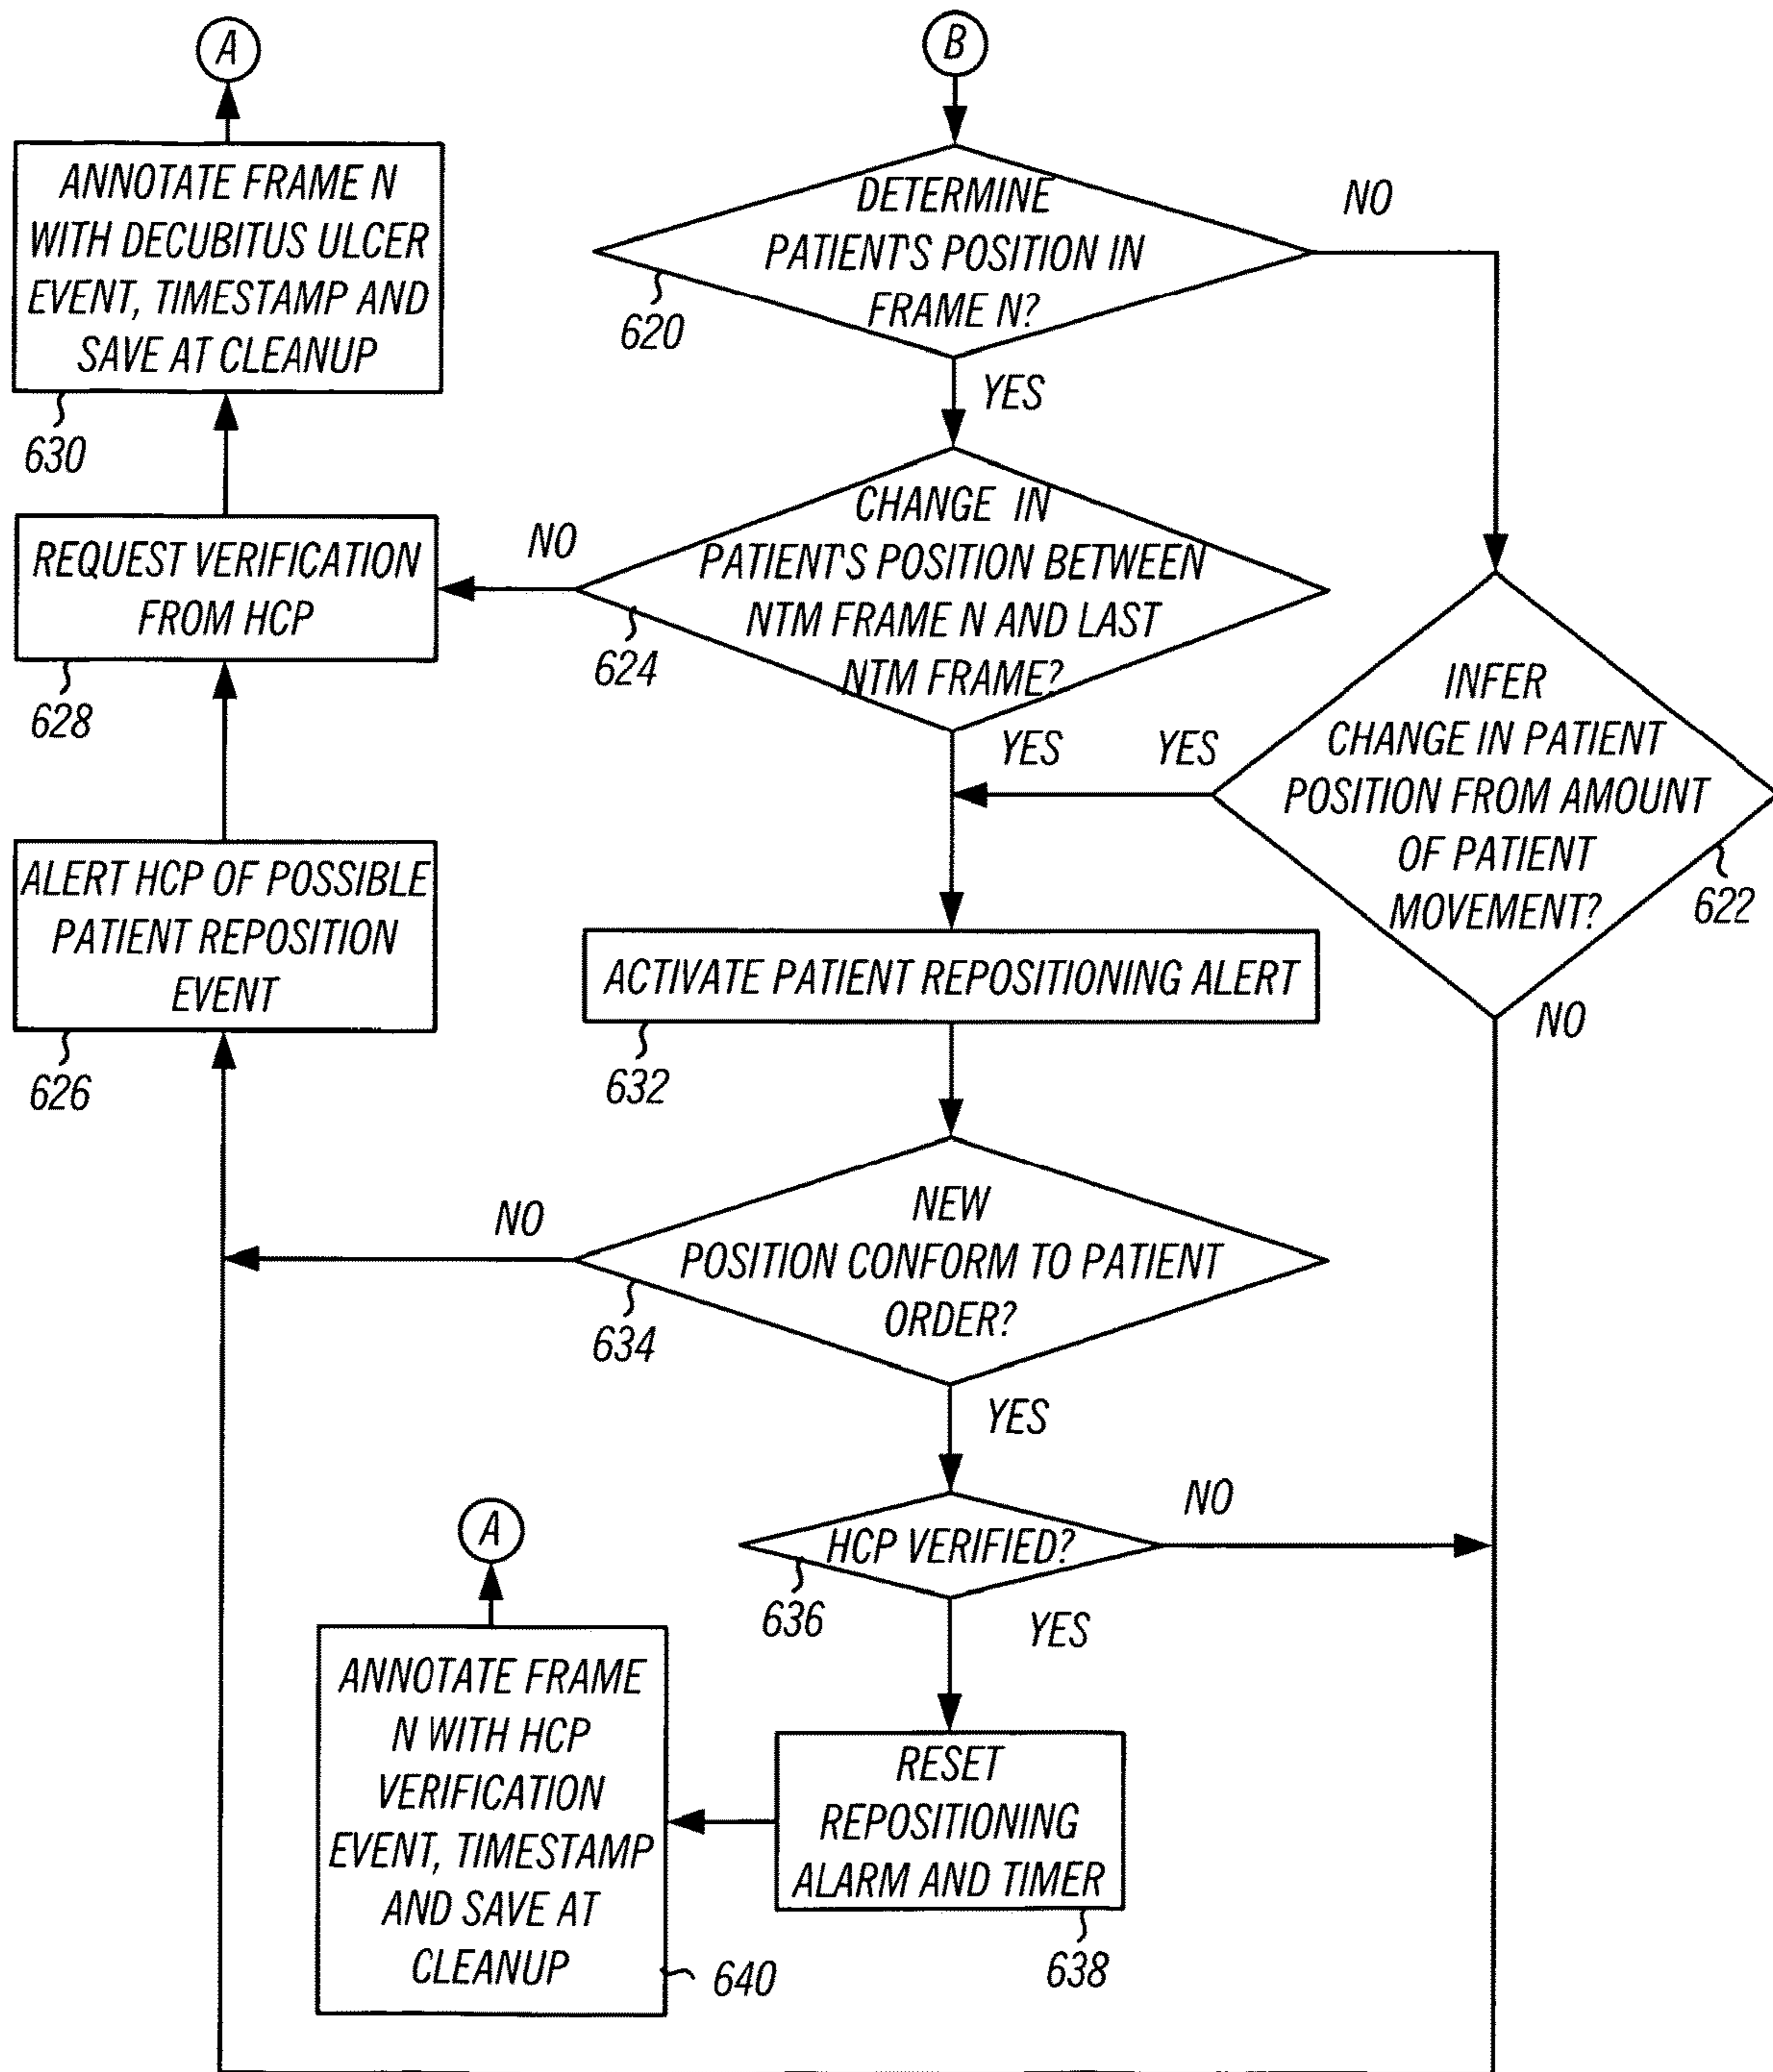 A
ANNOTATE FRAME N
WITH DECUBITUS ULCER
EVENT, TIMESTAMP AND
SAVE AT CLEANUP
630
REQUEST VERIFICATION
FROM HCP
628
ALERT HCP OF POSSIBLE
PATIENT REPOSITION
EVENT
626
B
DETERMINE
PATIENT'S POSITION IN
FRAME N?
620
NO
YES
CHANGE IN
PATIENT'S POSITION BETWEEN
NTM FRAME N AND LAST
NTM FRAME?
624
NO
YES
YES
INFER
CHANGE IN PATIENT
POSITION FROM AMOUNT
OF PATIENT
MOVEMENT?
622
NO
ACTIVATE PATIENT REPOSITIONING ALERT
632
NEW
POSITION CONFORM TO PATIENT
ORDER?
634
NO
YES
HCP VERIFIED?
636
NO
YES
RESET
REPOSITIONING
ALARM AND TIMER
638
A
ANNOTATE FRAME
N WITH HCP
VERIFICATION
EVENT, TIMESTAMP
AND SAVE AT
CLEANUP
640